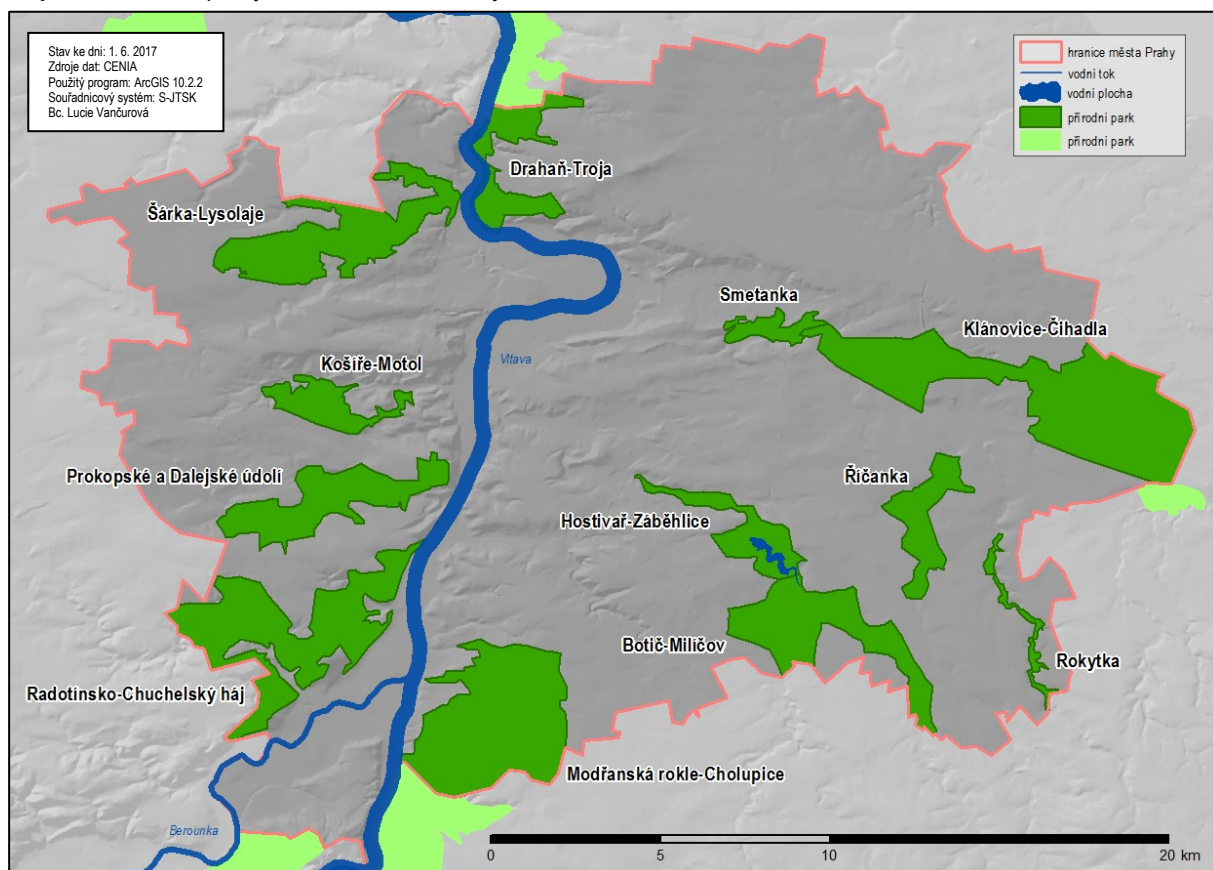 Stav ke dni: 1. 6. 2017
Zdroje dat: CENIA
Použitý program: ArcGIS 10.2.2
Souřadnicový systém: S-JTSK
Bc. Lucie Vančurová
hranice města Prahy
vodní tok
vodní plocha
přírodní park
přírodní park
Drahaň-Troja
Šárka-Lysolaje
Smetanka
Klánovice-Čihadla
Vltava
Košíře-Motol
Prokopské a Dalejské údolí
Říčanka
Hostivař-Záběhlice
Botič-Milíčov
Rokytka
Radotínsko-Chuchelský háj
Modřanská rokle-Cholupice
Berounka
0 5 10 20 km